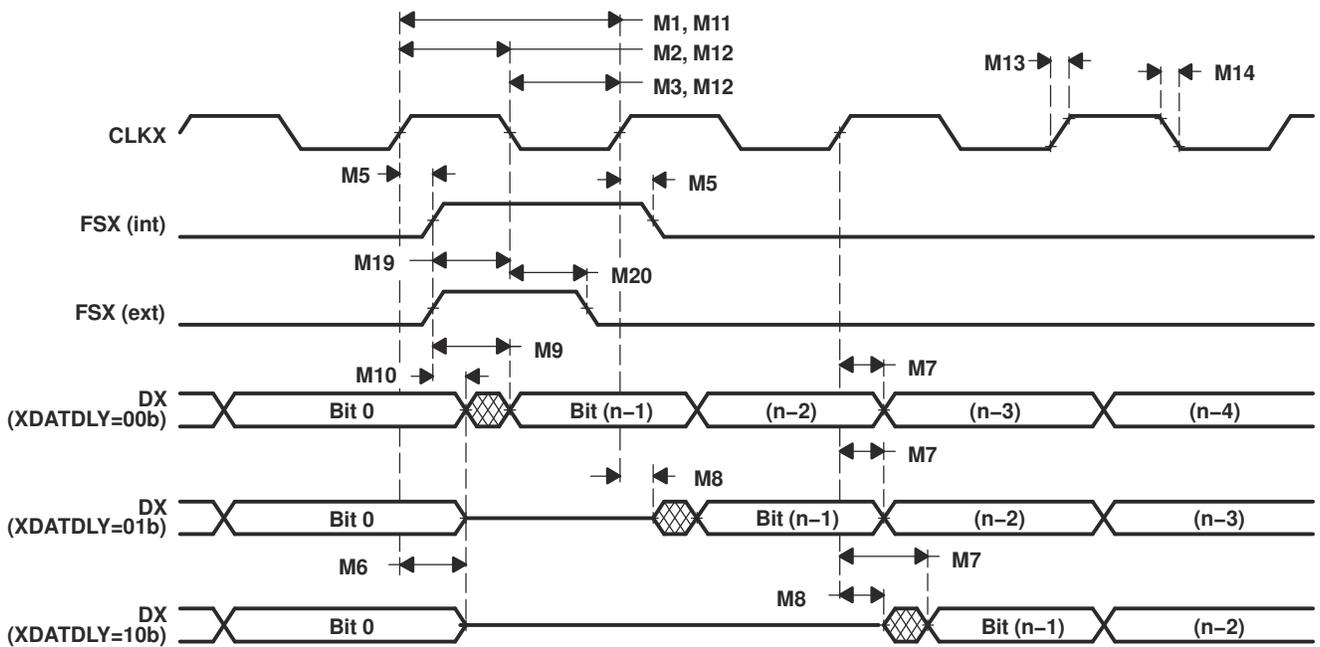 M1, M11
M2, M12
M3, M12
M13
M14
CLKX
M5
M5
FSX (int)
M19
M20
FSX (ext)
M9
M10
M7
DX
(XDATDLY=00b)
Bit 0
Bit (n−1)
(n−2)
(n−3)
(n−4)
M7
M8
DX
(XDATDLY=01b)
Bit 0
Bit (n−1)
(n−2)
(n−3)
M6
M7
M8
DX
(XDATDLY=10b)
Bit 0
Bit (n−1)
(n−2)